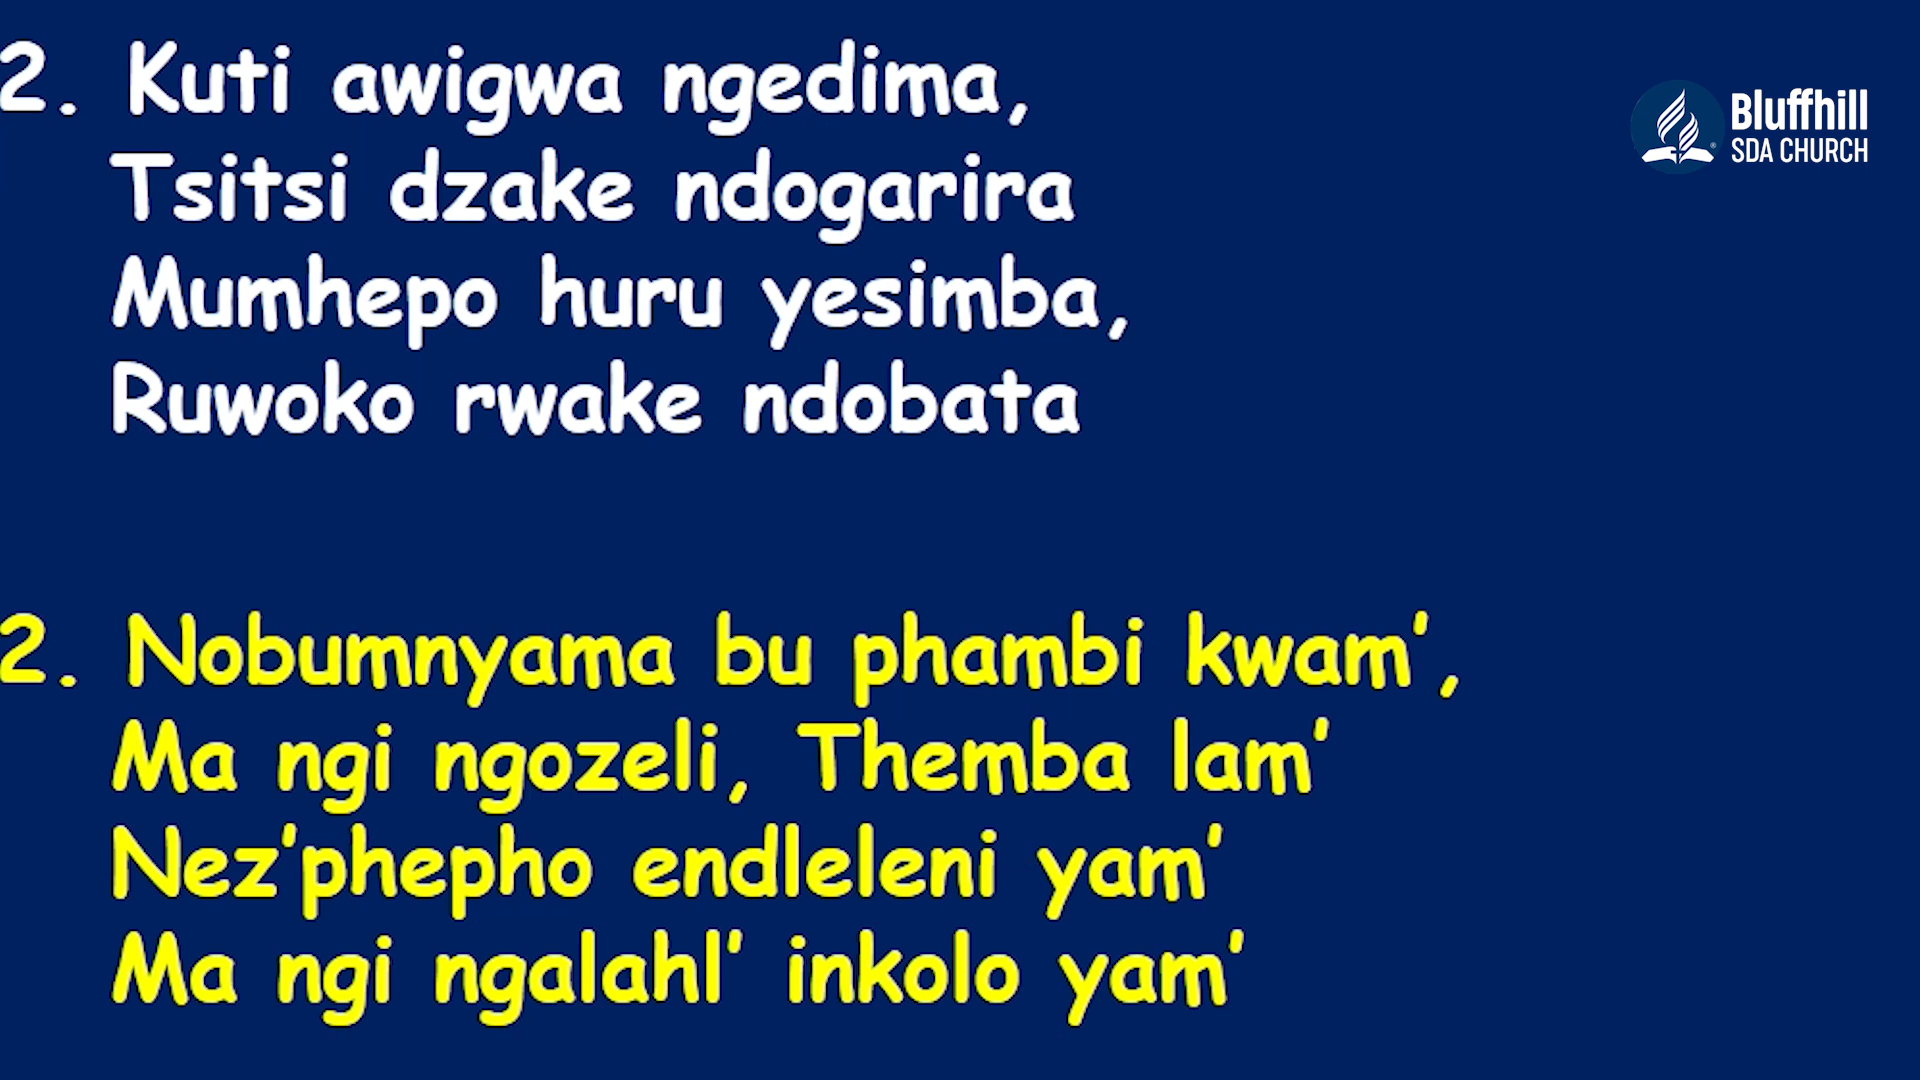 2. Kuti awigwa ngedima,
Tsitsi dzake ndogarira
Mumhepo huru yesimba,
Ruwoko rwake ndobata
Bluffhill
SDA CHURCH
2. Nobumnyama bu phambi kwam’,
Ma ngi ngozeli, Themba lam’
Nez’phepho endleleni yam’
Ma ngi ngalahl’ inkolo yam’